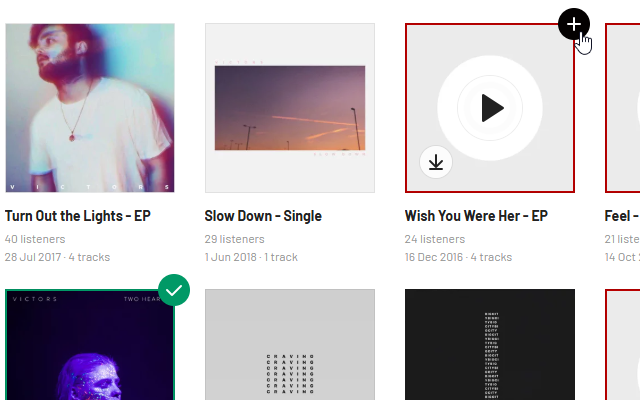 V I C T O R S
V I C T O R S
SLOW DOWN
Turn Out the Lights - EP
Slow Down - Single
Wish You Were Her - EP
Feel -
40 listeners
29 listeners
24 listeners
21 liste
28 Jul 2017 · 4 tracks
1 Jun 2018 · 1 track
16 Dec 2016 · 4 tracks
14 Oct
VICTORS
TWO HEAR
CRAVING
CRAVING
CRAVING
CRAVING
CRAVING
CRAVING